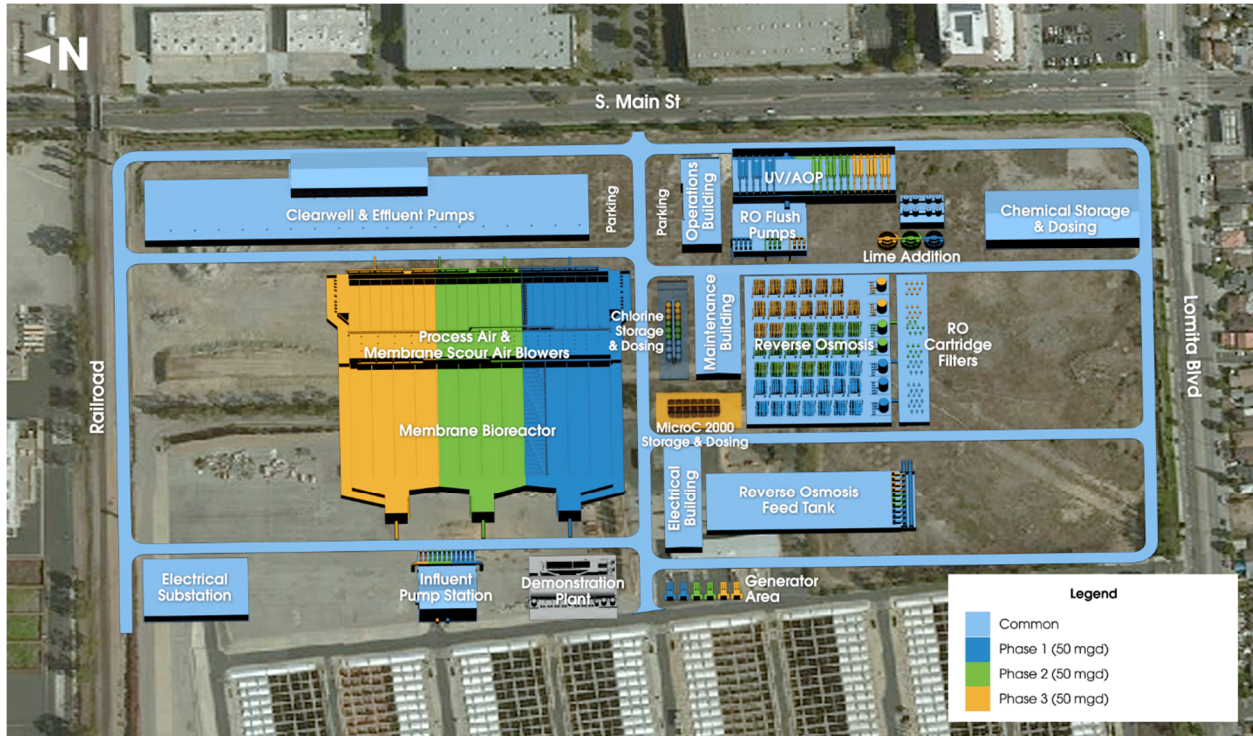 N
S. Main St
Railroad
Lomita Blvd
Clearwell & Effluent Pumps
Parking
Parking
Operations
Building
UV/AOP
RO Flush
Pumps
Lime Addition
Chemical Storage
& Dosing
Process Air &
Membrane Scour Air Blowers
Membrane Bioreactor
Chlorine
Storage
& Dosing
Maintenance
Building
Reverse Osmosis
RO
Cartridge
Filters
MicroC 2000
Storage & Dosing
Electrical
Building
Reverse Osmosis
Feed Tank
Electrical
Substation
Influent
Pump Station
Demonstration
Plant
Generator
Area
Legend
Common
Phase 1 (50 mgd)
Phase 2 (50 mgd)
Phase 3 (50 mgd)